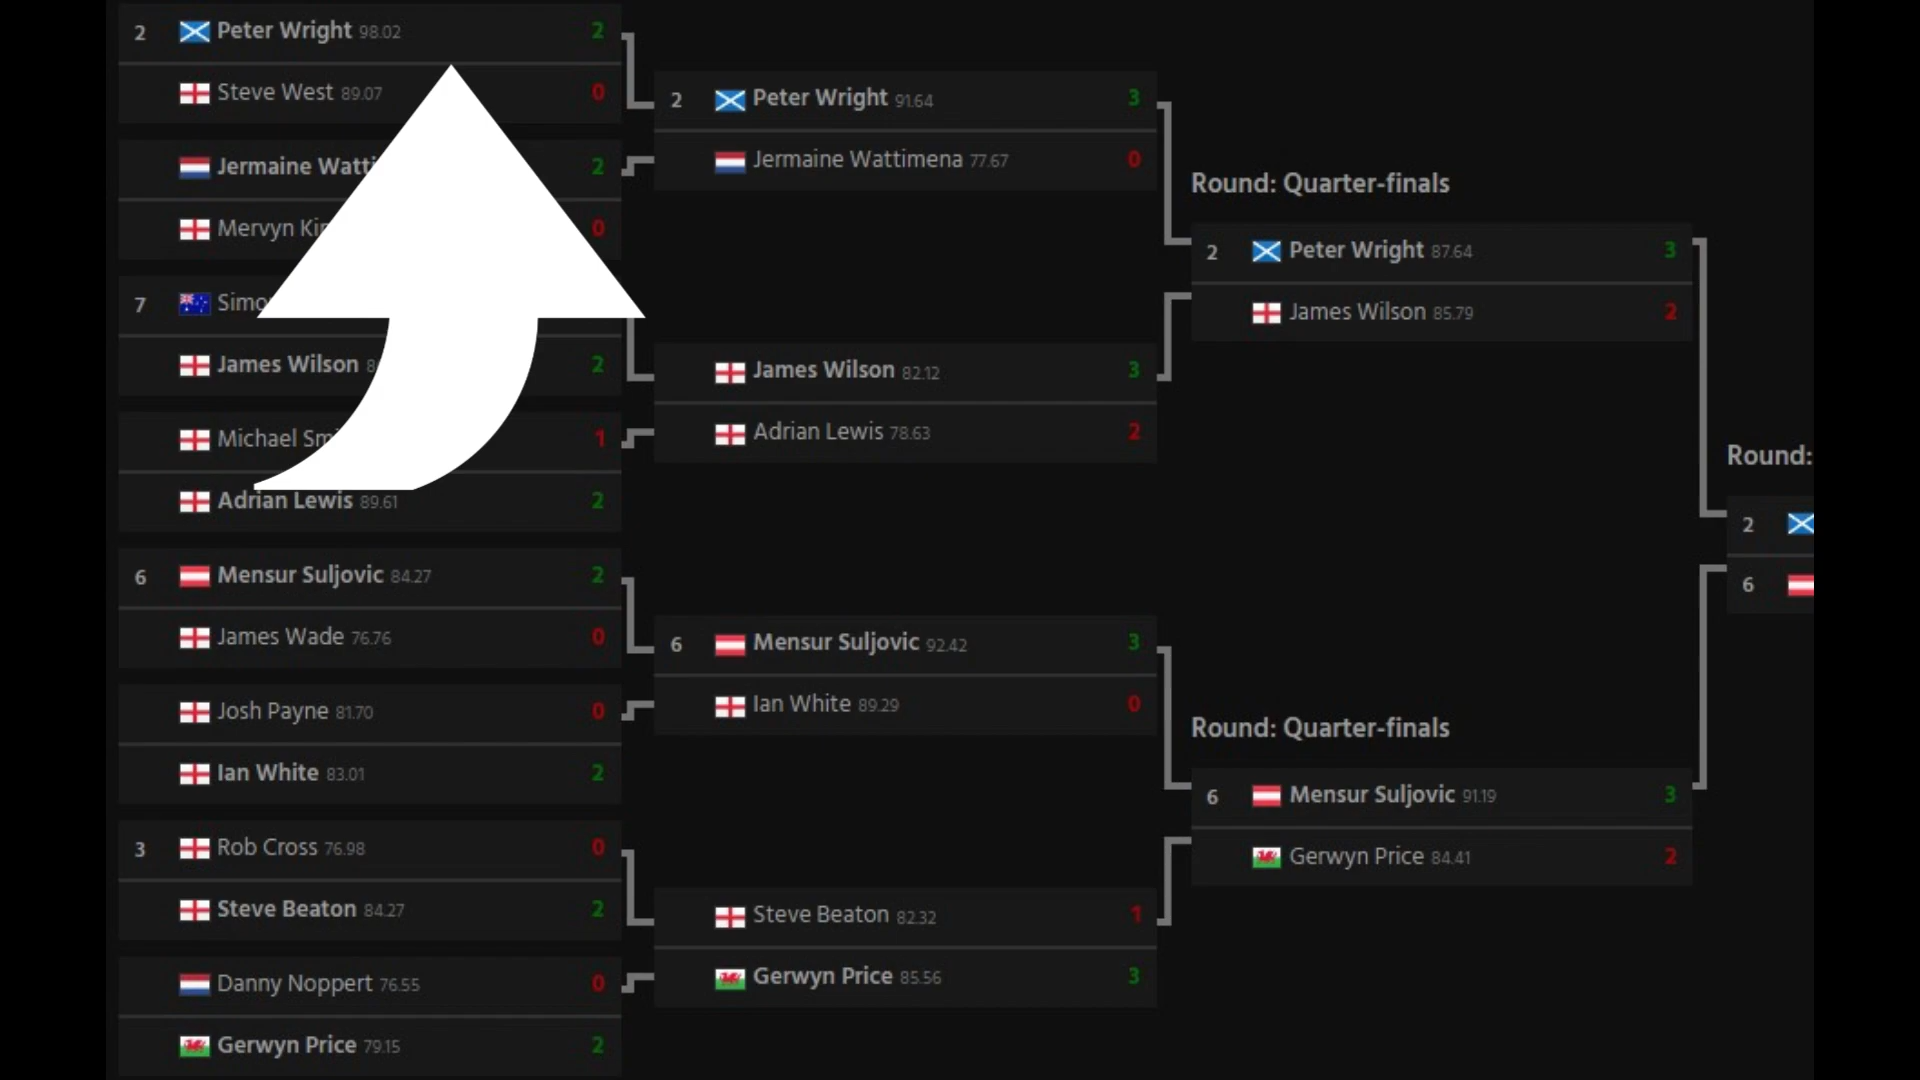 2 Peter Wright 98.02 2
Steve West 89.07 0
Jermaine 2
Mervyn 0
7
James Wilson 2
Michael 1
Adrian Lewis 89.61 2
6 Mensur Suljovic 84.27 2
James Wade 76.76 0
Josh Payne 81.70 0
Ian White 83.01 2
3 Rob Cross 76.98 0
Steve Beaton 84.27 2
Danny Noppert 76.55 0
Gerwyn Price 79.15 2
2 Peter Wright 91.64 3
Jermaine Wattimena 77.67 0
James Wilson 82.12 3
Adrian Lewis 78.63 2
6 Mensur Suljovic 92.42 3
Ian White 89.29 0
Steve Beaton 82.32 1
Gerwyn Price 85.56 3
Round: Quarter-finals
2 Peter Wright 87.64 3
James Wilson 85.79 2
Round: Quarter-finals
6 Mensur Suljovic 91.19 3
Gerwyn Price 84.41 2
Round:
2
6